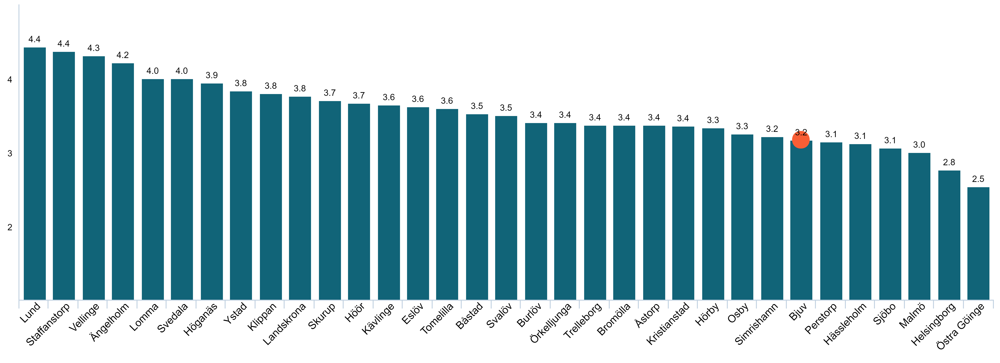 4.4
4.4
4.3
4.2
4.0
4.0
3.9
3.8
3.8
3.8
3.7
3.7
3.6
3.6
3.6
3.5
3.5
3.4
3.4
3.4
3.4
3.4
3.4
3.3
3.3
3.2
3.2
3.1
3.1
3.1
3.0
2.8
2.5
4
3
2
Lund
Staffanstorp
Vellinge
Ängelholm
Lomma
Svedala
Höganäs
Ystad
Klippan
Landskrona
Skurup
Höör
Kävlinge
Eslöv
Tomelilla
Båstad
Svalöv
Burlöv
Örkelljunga
Trelleborg
Bromölla
Åstorp
Kristianstad
Hörby
Osby
Simrishamn
Bjuv
Perstorp
Hässleholm
Sjöbo
Malmö
Helsingborg
Östra Göinge